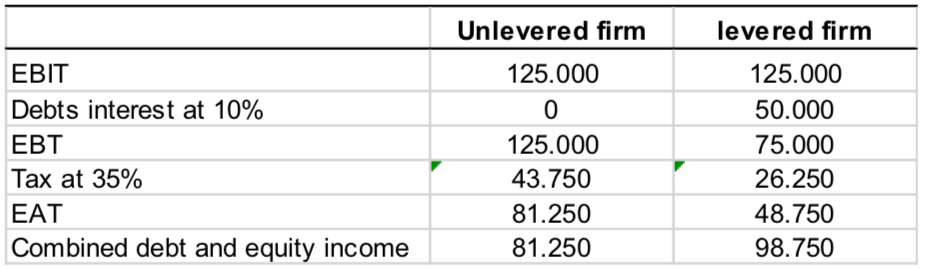 Unlevered firm levered firm
EBIT 125.000 125.000
Debts interest at 10% 0 50.000
EBT 125.000 75.000
Tax at 35% 43.750 26.250
EAT 81.250 48.750
Combined debt and equity income 81.250 98.750